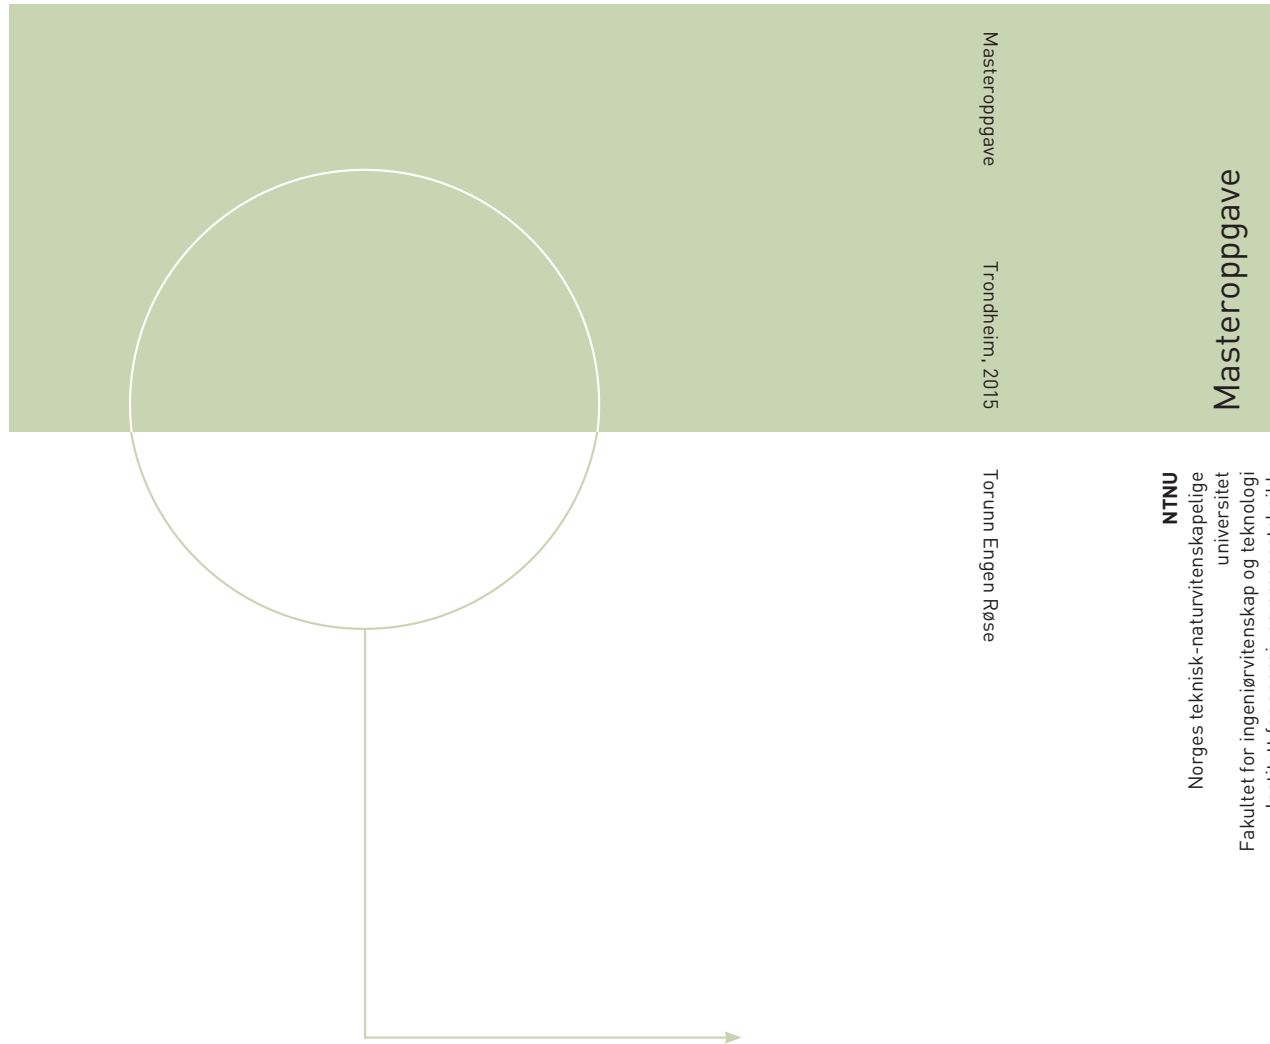 Masteroppgave
Trondheim, 2015
Torunn Engen Røse
Masteroppgave
NTNU
Norges teknisk-naturvitenskapelige
universitet
Fakultet for ingeniørvitenskap og teknologi